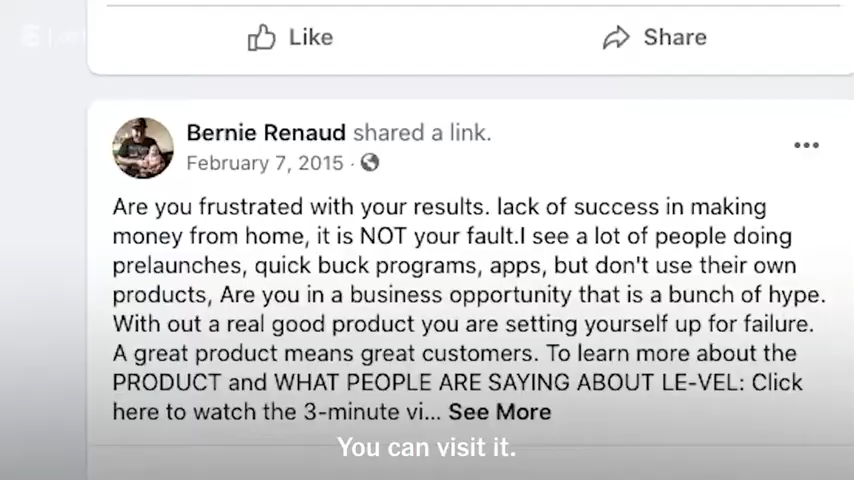 Like
Share
Bernie Renaud shared a link.
February 7, 2015 ·
Are you frustrated with your results. lack of success in making
money from home, it is NOT your fault.I see a lot of people doing
prelaunches, quick buck programs, apps, but don't use their own
products, Are you in a business opportunity that is a bunch of hype.
With out a real good product you are setting yourself up for failure.
A great product means great customers. To learn more about the
PRODUCT and WHAT PEOPLE ARE SAYING ABOUT LE-VEL: Click
here to watch the 3-minute vi... See More
You can visit it.